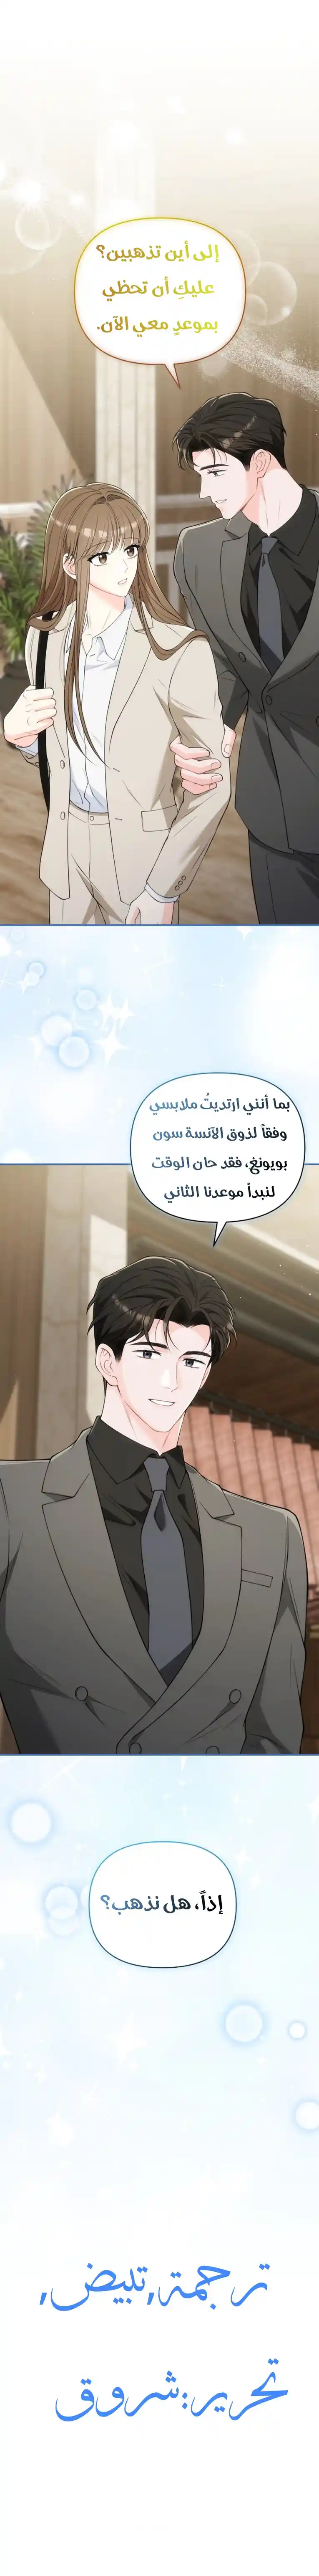 إلى أين تذهبين؟
عليكِ أن تحظي
بموعدٍ معي الآن.
بما أنني ارتديتُ ملابسي
وفقاً لذوق الآنسة سون
بويونغ، فقد حان الوقت
لنبدأ موعدنا الثاني
إذاً، هل نذهب؟
ترجمة,تبيض,
تحرير:شروق